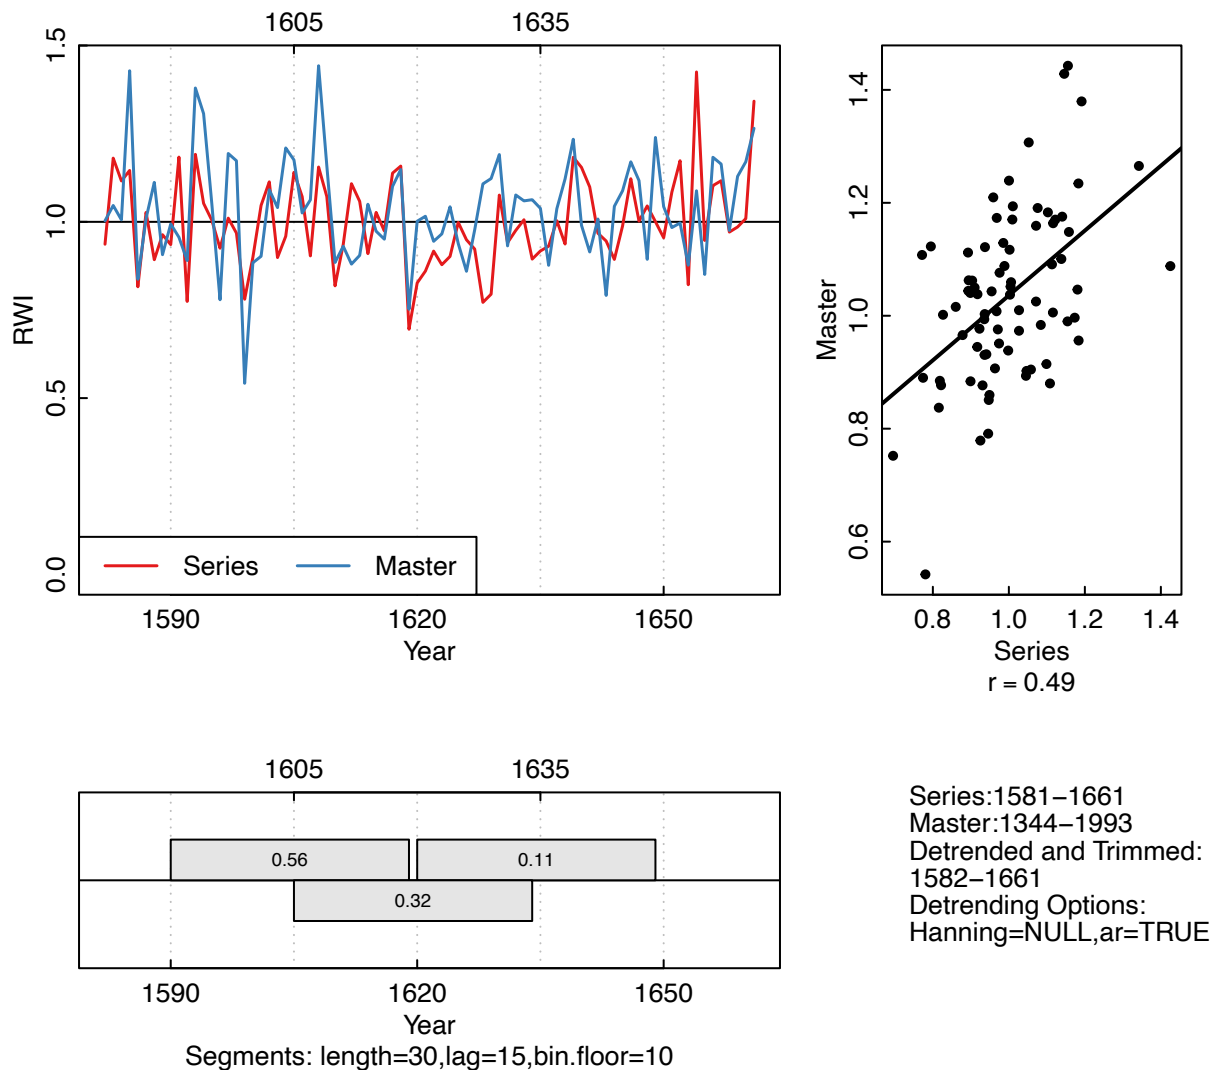 1605 1635
1.5
1.0
0.5
0.0
RWI
Series Master
1590 1620 1650
Year
1.4
1.2
1.0
0.8
0.6
Master
0.8 1.0 1.2 1.4
Series
r = 0.49
1605 1635
0.56 0.11
0.32
1590 1620 1650
Year
Segments: length=30,lag=15,bin.floor=10
Series:1581−1661
Master:1344−1993
Detrended and Trimmed:
1582−1661
Detrending Options:
Hanning=NULL,ar=TRUE